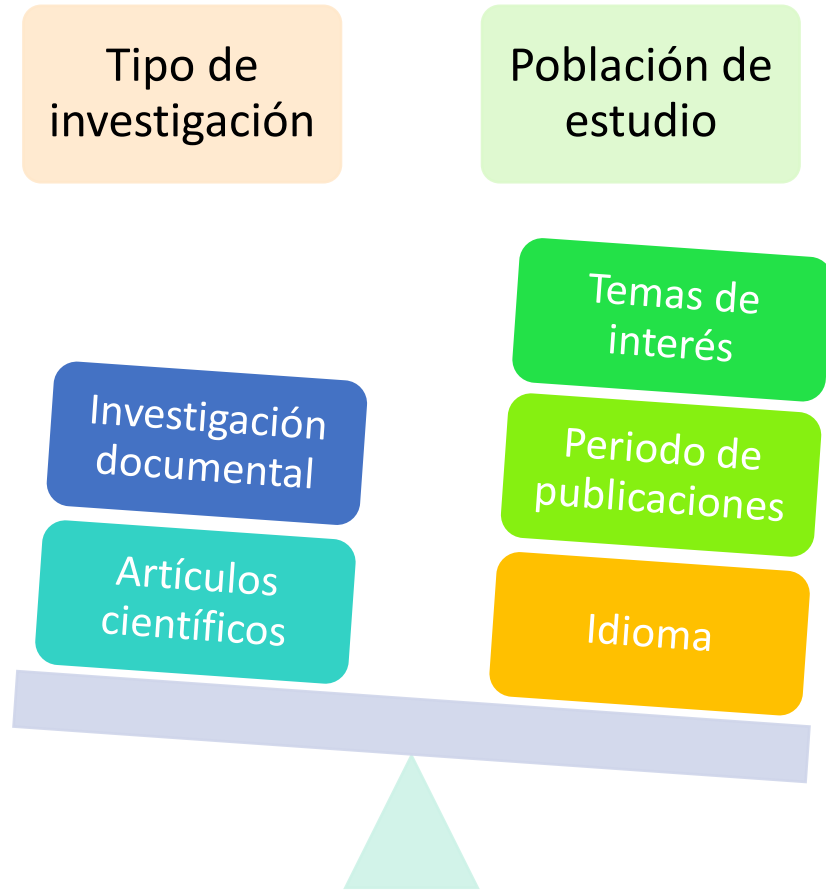 Tipo de
investigación
Población de
estudio
Investigación
documental
Artículos
científicos
Temas de
interés
Periodo de
publicaciones
Idioma